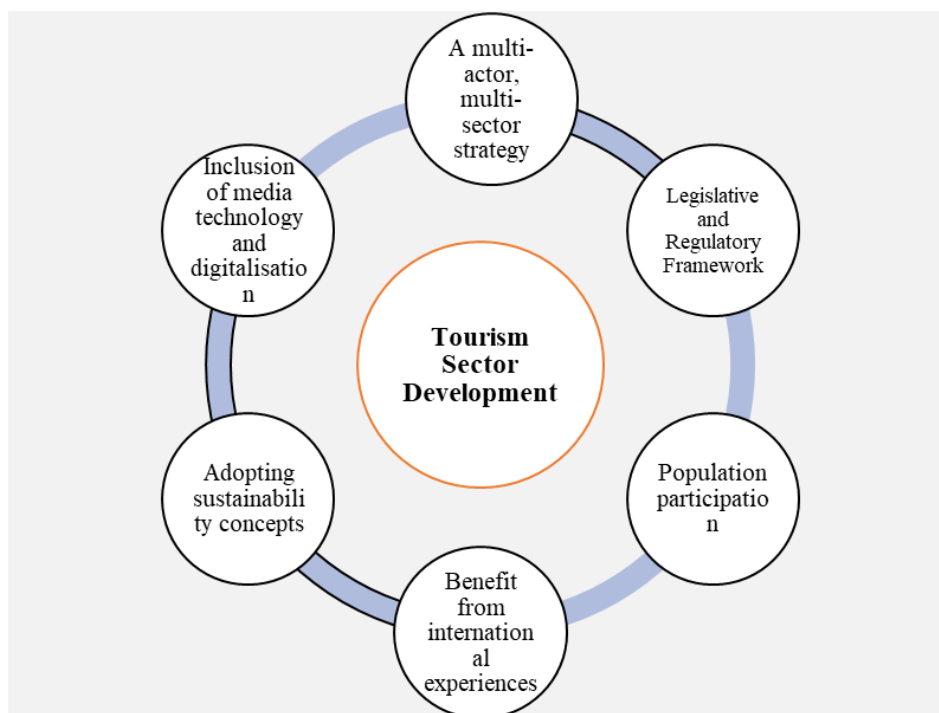 A multi-
actor,
multi-
sector
strategy
Legislative
and
Regulatory
Framework
Population
participatio
n
Benefit
from
internation
al
experiences
Adopting
sustainabili
ty concepts
Inclusion
of media
technology
and
digitalisatio
n
Tourism
Sector
Development